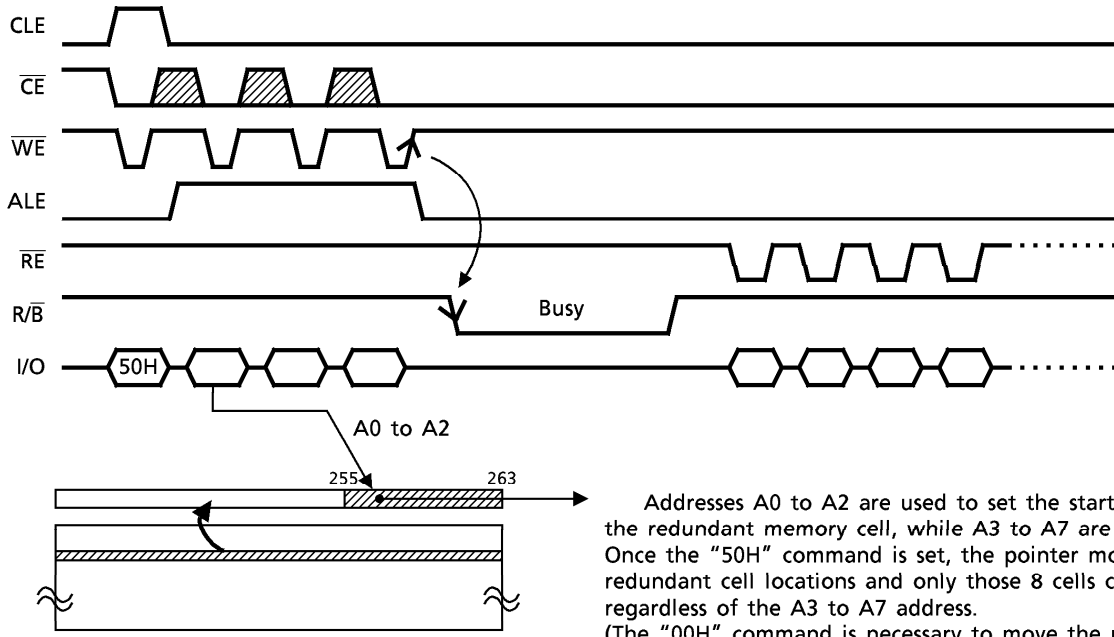 CLE
CE
WE
ALE
RE
R/B
Busy
I/O
50H
A0 to A2
255
263
Addresses A0 to A2 are used to set the start
the redundant memory cell, while A3 to A7 are
Once the “50H” command is set, the pointer mo
redundant cell locations and only those 8 cells c
regardless of the A3 to A7 address.
(The “00H” command is necessary to move the